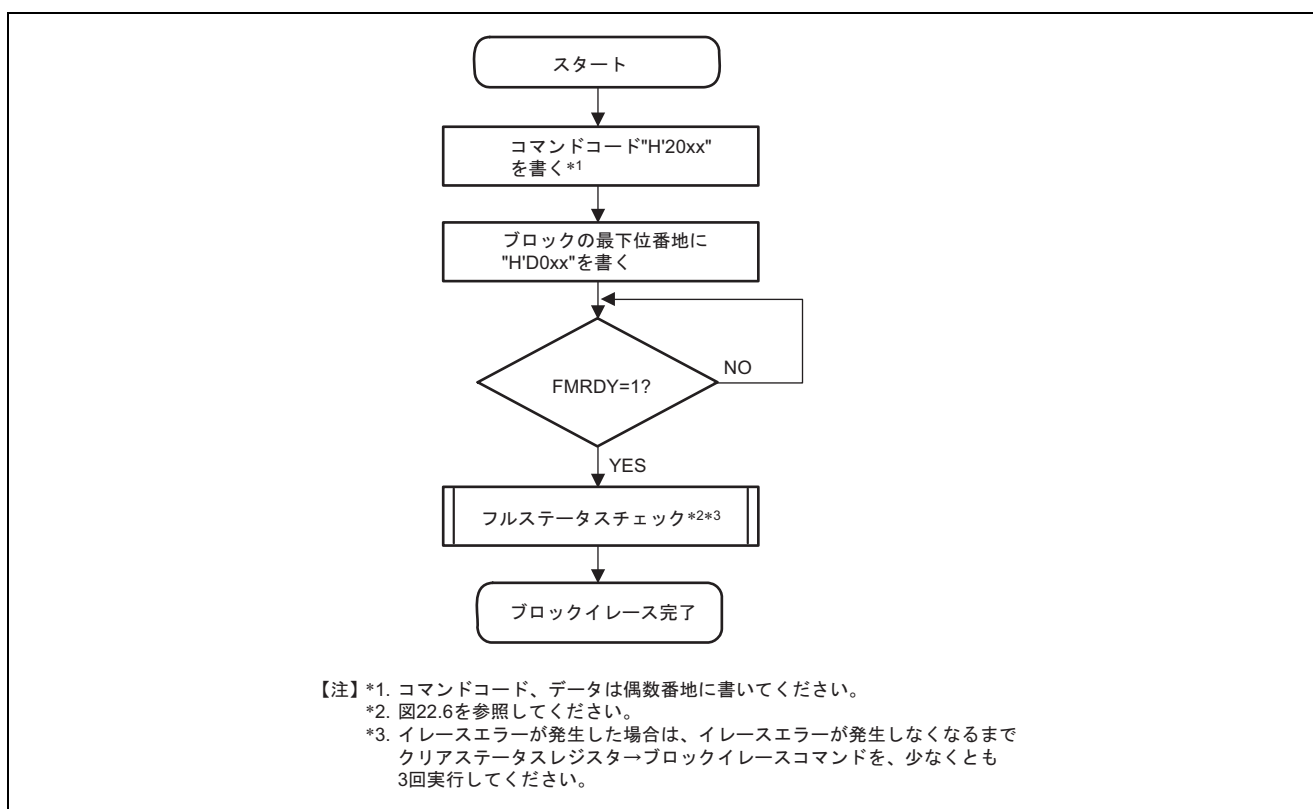 スタート
コマンドコード"H'20xx"
を書く*1
ブロックの最下位番地に
"H'D0xx"を書く
FMRDY=1?
NO
YES
フルステータスチェック*2*3
ブロックイレース完了
【注】*1. コマンドコード、データは偶数番地に書いてください。
*2. 図22.6を参照してください。
*3. イレースエラーが発生した場合は、イレースエラーが発生しなくなるまで
クリアステータスレジスタ→ブロックイレースコマンドを、少なくとも
3回実行してください。